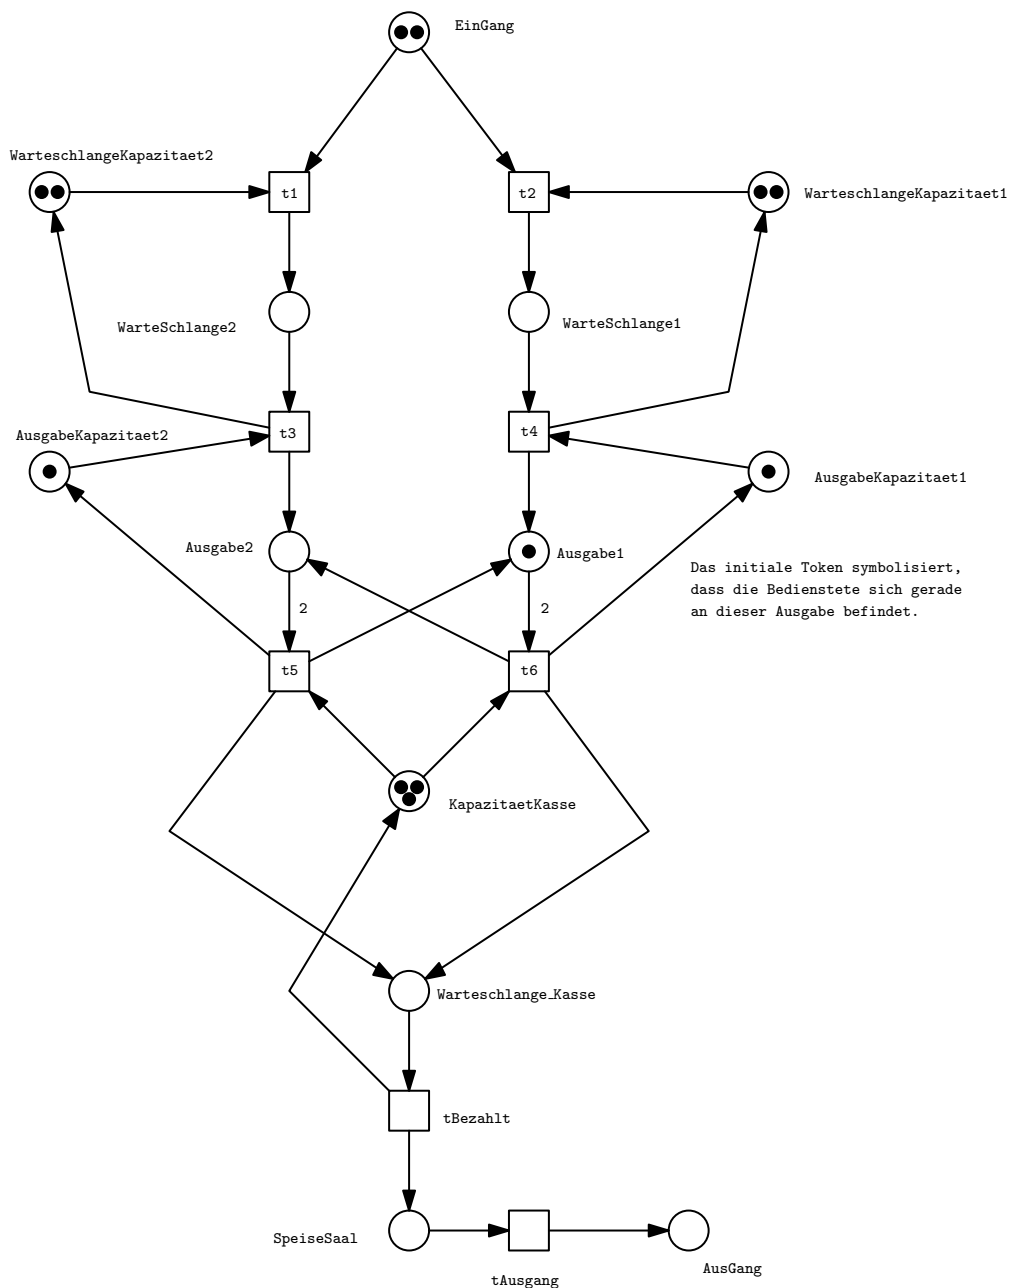 EinGang
WarteschlangeKapazitaet2
t1
t2
WarteschlangeKapazitaet1
WarteSchlange2
WarteSchlange1
AusgabeKapazitaet2
t3
t4
AusgabeKapazitaet1
Ausgabe2
Ausgabe1
Das initiale Token symbolisiert,
dass die Bedienstete sich gerade
an dieser Ausgabe befindet.
2
2
t5
t6
KapazitaetKasse
Warteschlange_Kasse
tBezahlt
SpeiseSaal
AusGang
tAusgang